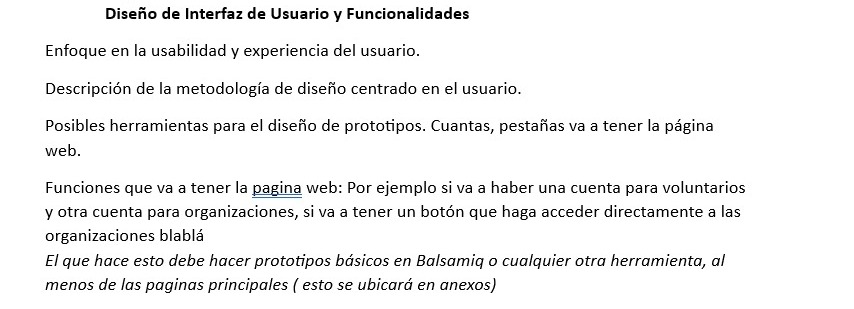 Diseño de Interfaz de Usuario y Funcionalidades
Enfoque en la usabilidad y experiencia del usuario.
Descripción de la metodología de diseño centrado en el usuario.
Posibles herramientas para el diseño de prototipos. Cuantas, pestañas va a tener la página
web.
Funciones que va a tener la pagina web: Por ejemplo si va a haber una cuenta para voluntarios
y otra cuenta para organizaciones, si va a tener un botón que haga acceder directamente a las
organizaciones blablá
El que hace esto debe hacer prototipos básicos en Balsamiq o cualquier otra herramienta, al
menos de las paginas principales ( esto se ubicará en anexos)